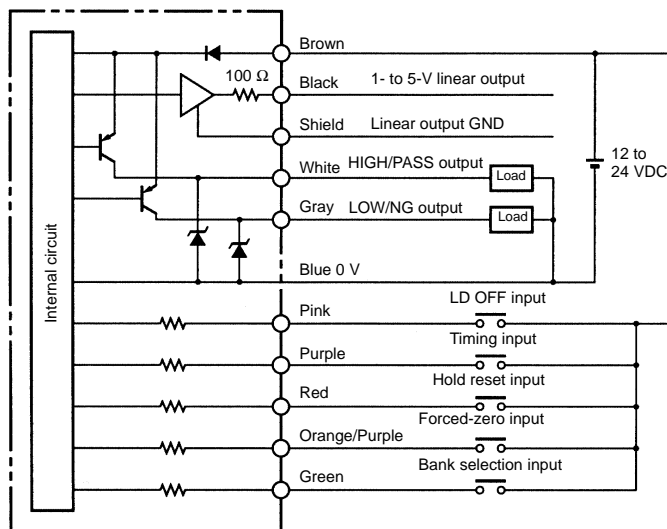 Brown
100 Ω
Black
1- to 5-V linear output
Shield
Linear output GND
12 to
24 VDC
White
HIGH/PASS output
Load
Gray
LOW/NG output
Load
Internal circuit
Blue 0 V
LD OFF input
Pink
Timing input
Purple
Hold reset input
Red
Forced-zero input
Orange/Purple
Bank selection input
Green